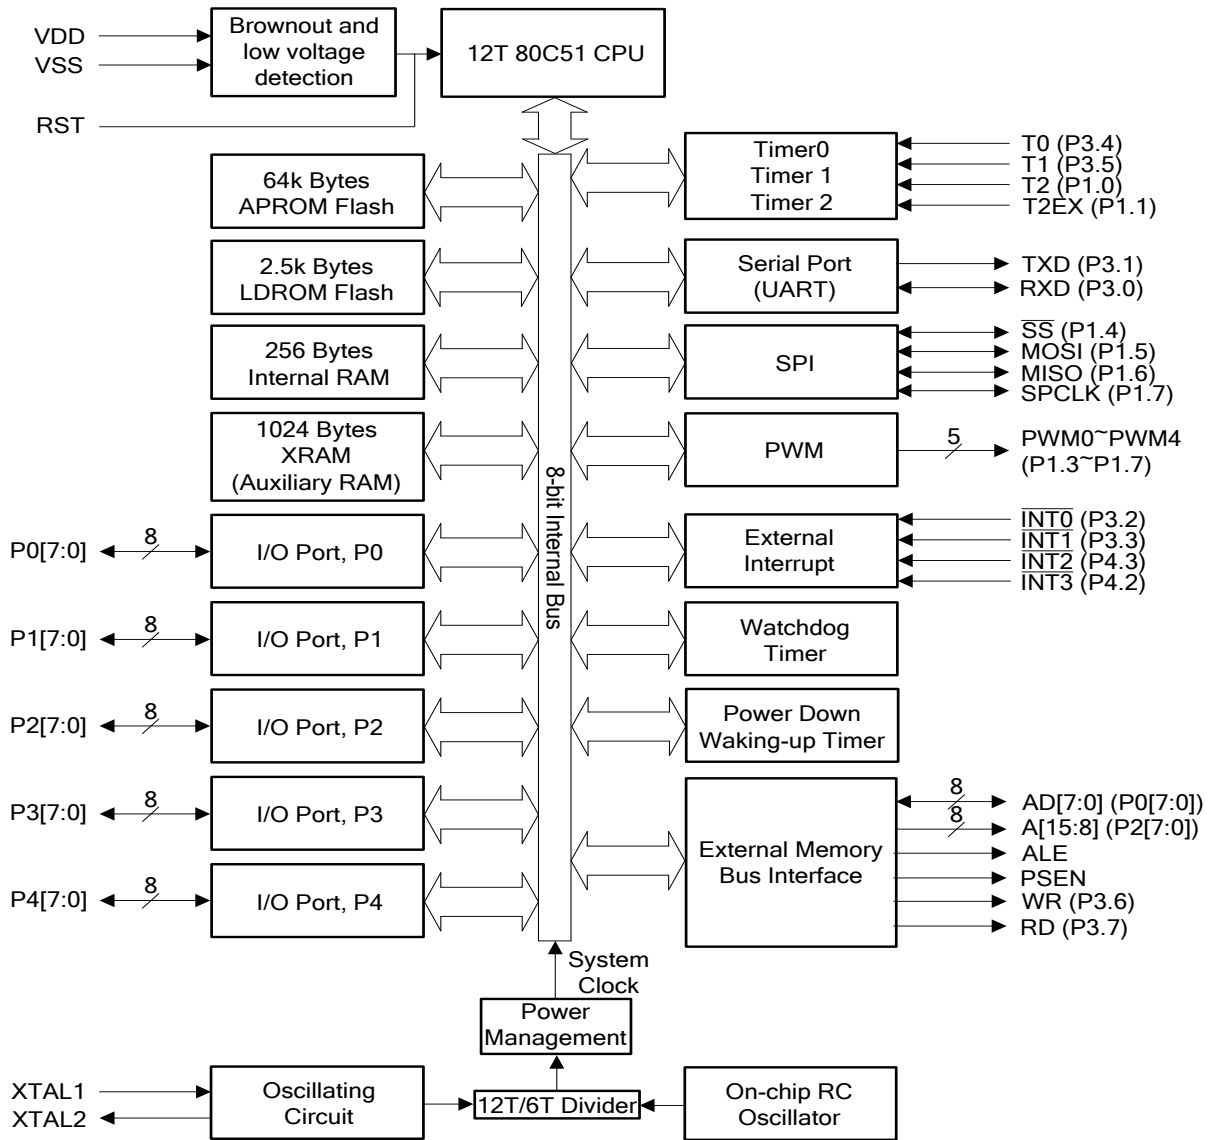 VDD
VSS
RST
Brownout and
low voltage
detection
12T 80C51 CPU
64k Bytes
APROM Flash
2.5k Bytes
LDROM Flash
256 Bytes
Internal RAM
1024 Bytes
XRAM
(Auxiliary RAM)
P0[7:0]
8
I/O Port, P0
P1[7:0]
8
I/O Port, P1
P2[7:0]
8
I/O Port, P2
P3[7:0]
8
I/O Port, P3
P4[7:0]
8
I/O Port, P4
8-bit Internal Bus
Timer0
Timer 1
Timer 2
T0 (P3.4)
T1 (P3.5)
T2 (P1.0)
T2EX (P1.1)
Serial Port
(UART)
TXD (P3.1)
RXD (P3.0)
SPI
S̅S̅ (P1.4)
MOSI (P1.5)
MISO (P1.6)
SPCLK (P1.7)
PWM
5
PWM0~PWM4
(P1.3~P1.7)
External
Interrupt
I̅N̅T̅0̅ (P3.2)
I̅N̅T̅1̅ (P3.3)
I̅N̅T̅2̅ (P4.3)
I̅N̅T̅3̅ (P4.2)
Watchdog
Timer
Power Down
Waking-up Timer
External Memory
Bus Interface
8
AD[7:0] (P0[7:0])
8
A[15:8] (P2[7:0])
ALE
PSEN
WR (P3.6)
RD (P3.7)
System
Clock
Power
Management
XTAL1
XTAL2
Oscillating
Circuit
12T/6T Divider
On-chip RC
Oscillator